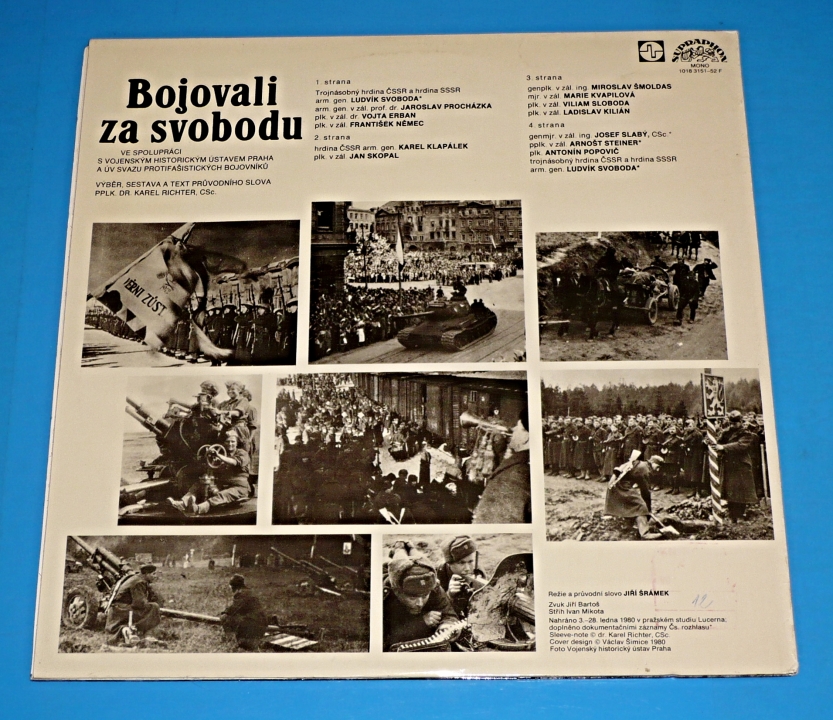 Bojovali
za svobodu
VE SPOLUPRÁCI
S VOJENSKÝM HISTORICKÝM ÚSTAVEM PRAHA
A ÚV SVAZU PROTIFAŠISTICKÝCH BOJOVNÍKŮ
VÝBĚR, SESTAVA A TEXT PRŮVODNÍHO SLOVA
PPLK. DR. KAREL RICHTER, CSc.
1. strana
Trojnásobný hrdina ČSSR a hrdina SSSR
arm. gen. LUDVÍK SVOBODA*
arm. gen. v zál. prof. dr. JAROSLAV PROCHÁZKA
plk. v zál. dr. VOJTA ERBAN
plk. v zál. FRANTIŠEK NĚMEC
2. strana
hrdina ČSSR arm. gen. KAREL KLAPÁLEK
plk. v zál. JAN SKOPAL
3. strana
genplk. v zál. ing. MIROSLAV ŠMOLDAS
mjr. v zál. MARIE KVAPILOVÁ
plk. v zál. VILIAM SLOBODA
plk. v zál. LADISLAV KILIÁN
4. strana
genmjr. v zál. ing. JOSEF SLABÝ, CSc.*
pplk. v zál. ARNOŠT STEINER*
plk. ANTONÍN POPOVIČ
trojnásobný hrdina ČSSR a hrdina SSSR
arm. gen. LUDVÍK SVOBODA*
SUPRAPHON
MONO
1018 3151-52 F
VĚRNI ZŮST
Režie a průvodní slovo JIŘÍ ŠRÁMEK
Zvuk Jiří Bartoš
Střih Ivan Mikota
Nahráno 3.-28. ledna 1980 v pražském studiu Lucerna;
doplněno dokumentačními záznamy Čs. rozhlasu*
Sleeve-note © dr. Karel Richter, CSc.
Cover design © Václav Šimice 1980
Foto Vojenský historický ústav Praha